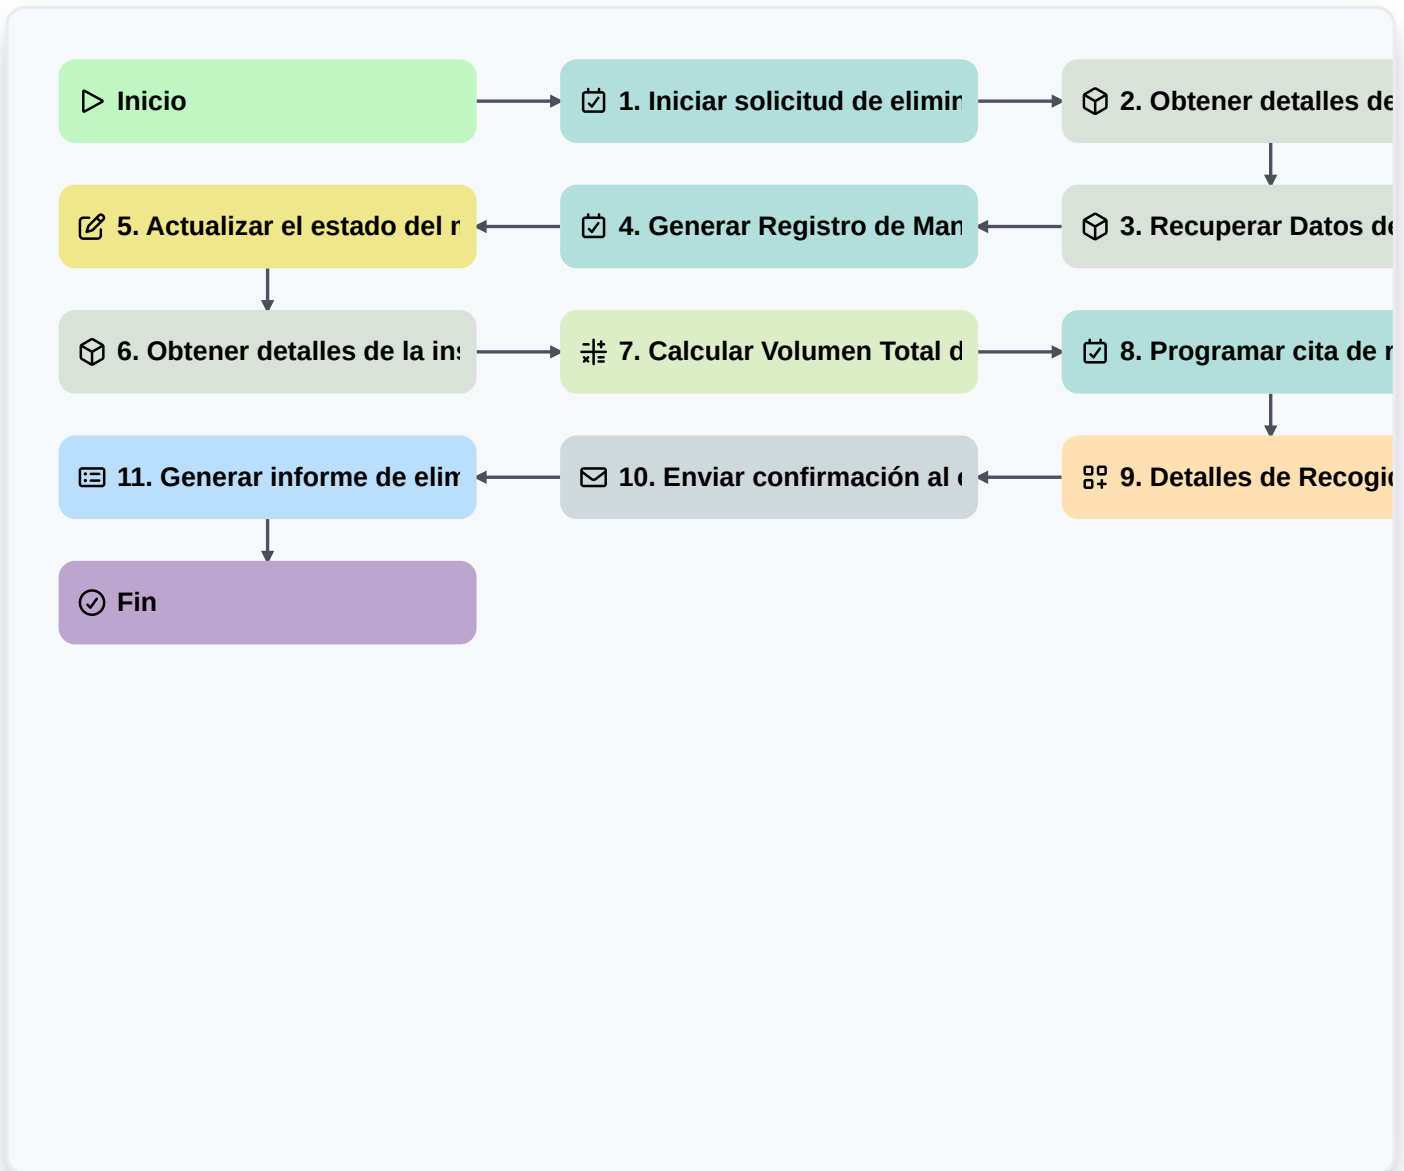 Inicio
1. Iniciar solicitud de elimin
2. Obtener detalles de
5. Actualizar el estado del
4. Generar Registro de Man
3. Recuperar Datos de
6. Obtener detalles de la ins
7. Calcular Volumen Total d
8. Programar cita de
11. Generar informe de elim
10. Enviar confirmación al
9. Detalles de Recogid
Fin